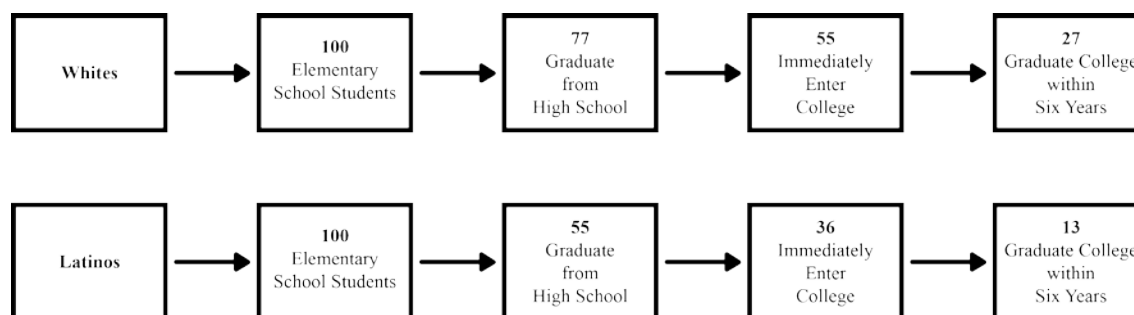 Whites
100
Elementary
School Students
77
Graduate
from
High School
55
Immediately
Enter
College
27
Graduate College
within
Six Years
Latinos
100
Elementary
School Students
55
Graduate
from
High School
36
Immediately
Enter
College
13
Graduate College
within
Six Years